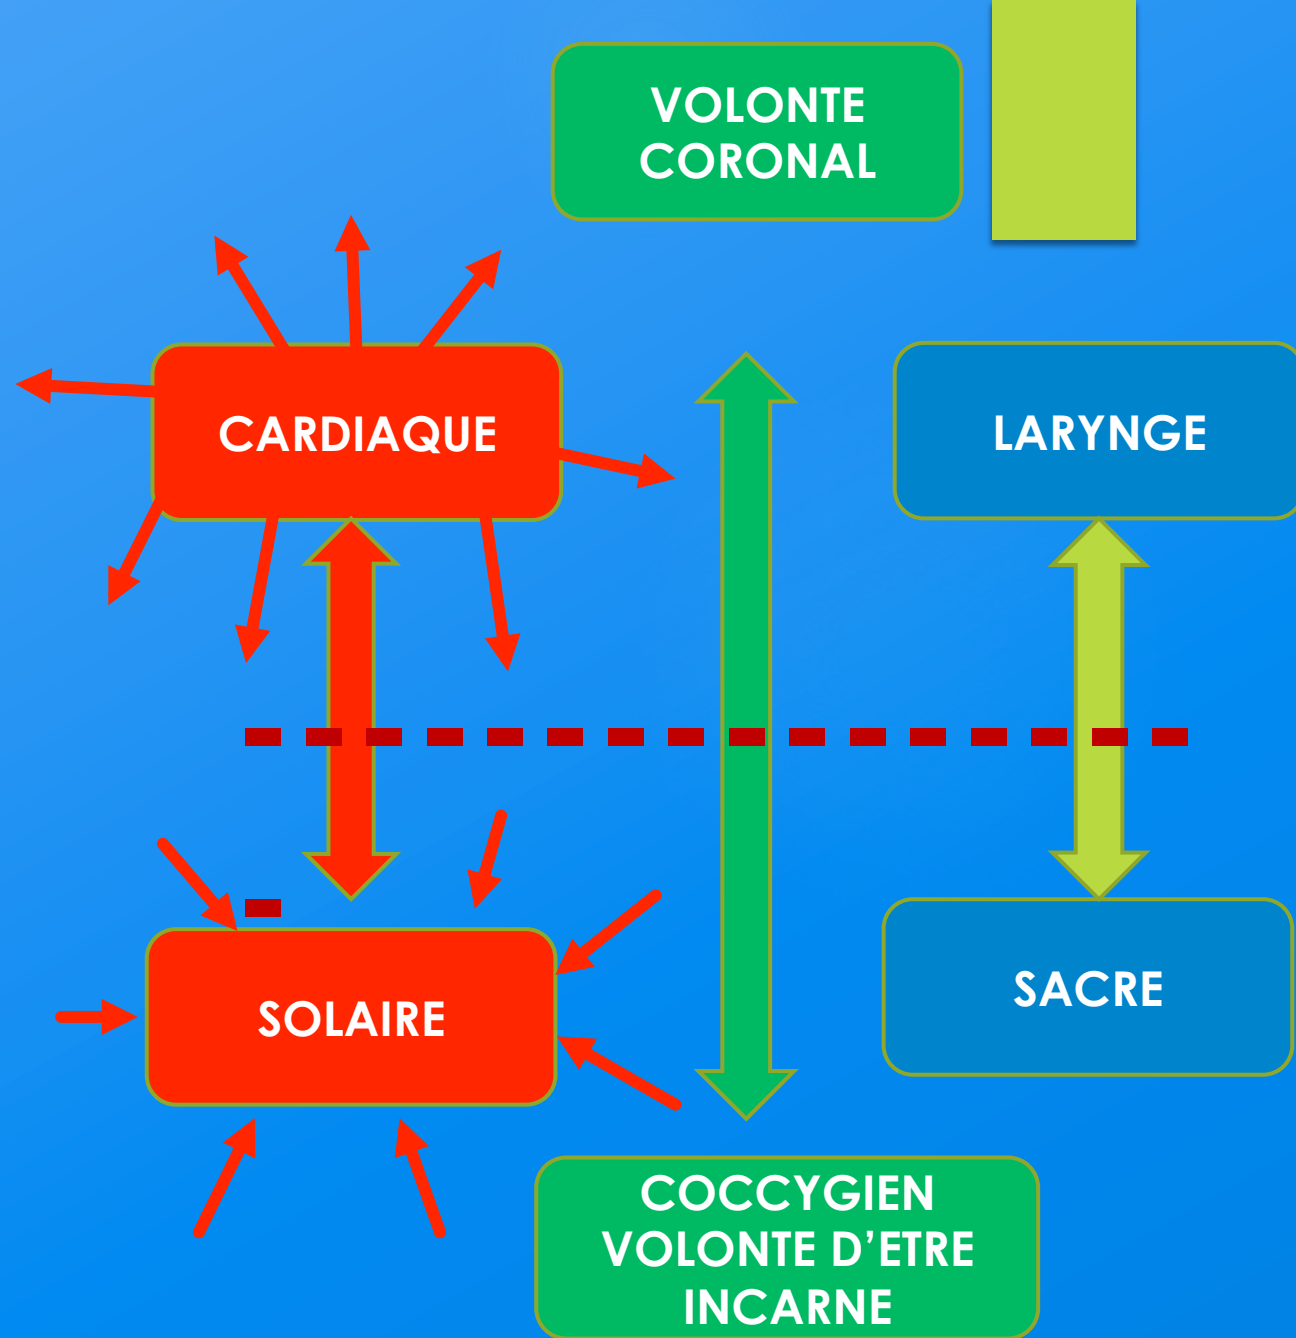 VOLONTE
CORONAL
CARDIAQUE
LARYNGE
SOLAIRE
SACRE
COCCYGIEN
VOLONTE D’ETRE
INCARNE